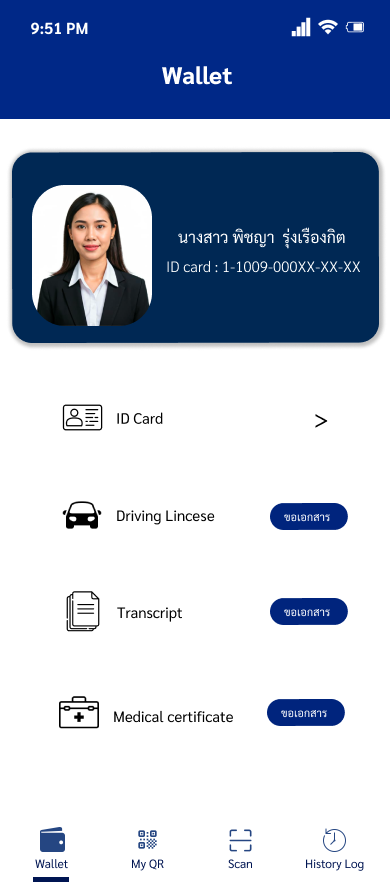 9:51 PM
Wallet
นางสาว พิชญา รุ่งเรืองกิต
ID card : 1-1009-000XX-XX-XX
ID Card >
Driving Lincese ขอเอกสาร
Transcript ขอเอกสาร
Medical certificate ขอเอกสาร
Wallet My QR Scan History Log